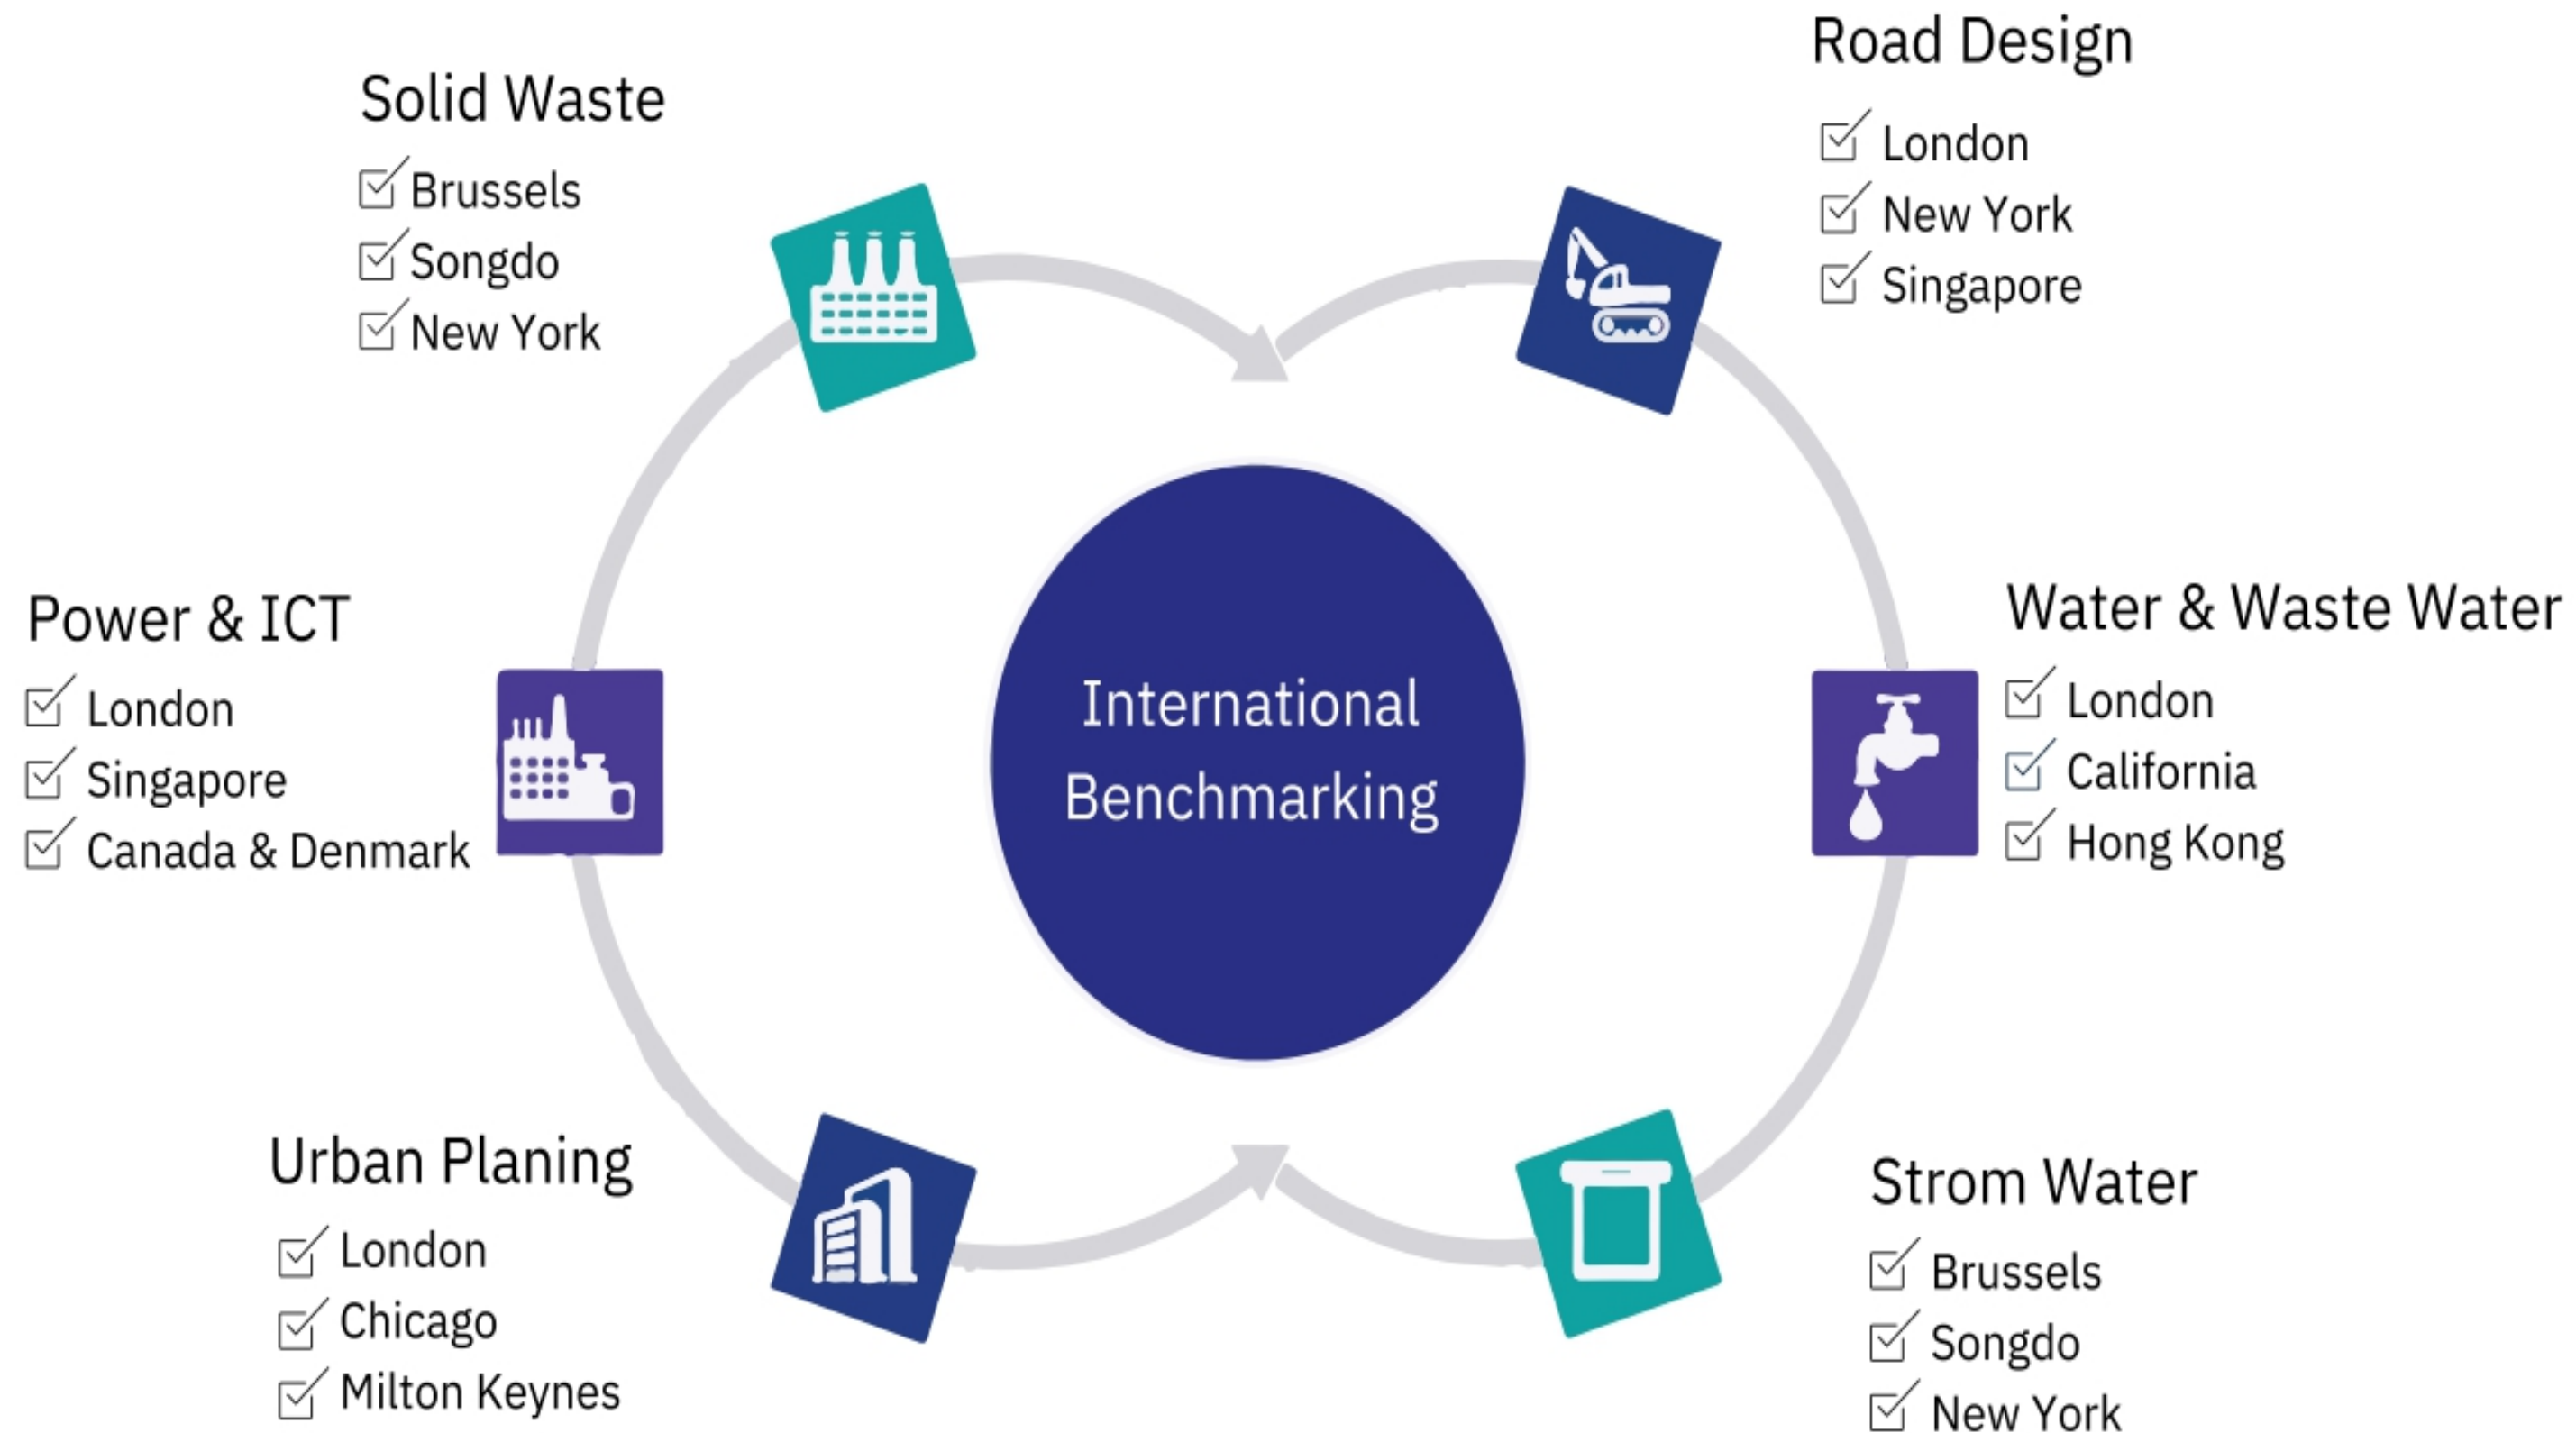 Solid Waste
Brussels
Songdo
New York
Road Design
London
New York
Singapore
Power & ICT
London
Singapore
Canada & Denmark
International
Benchmarking
Water & Waste Water
London
California
Hong Kong
Urban Planing
London
Chicago
Milton Keynes
Strom Water
Brussels
Songdo
New York